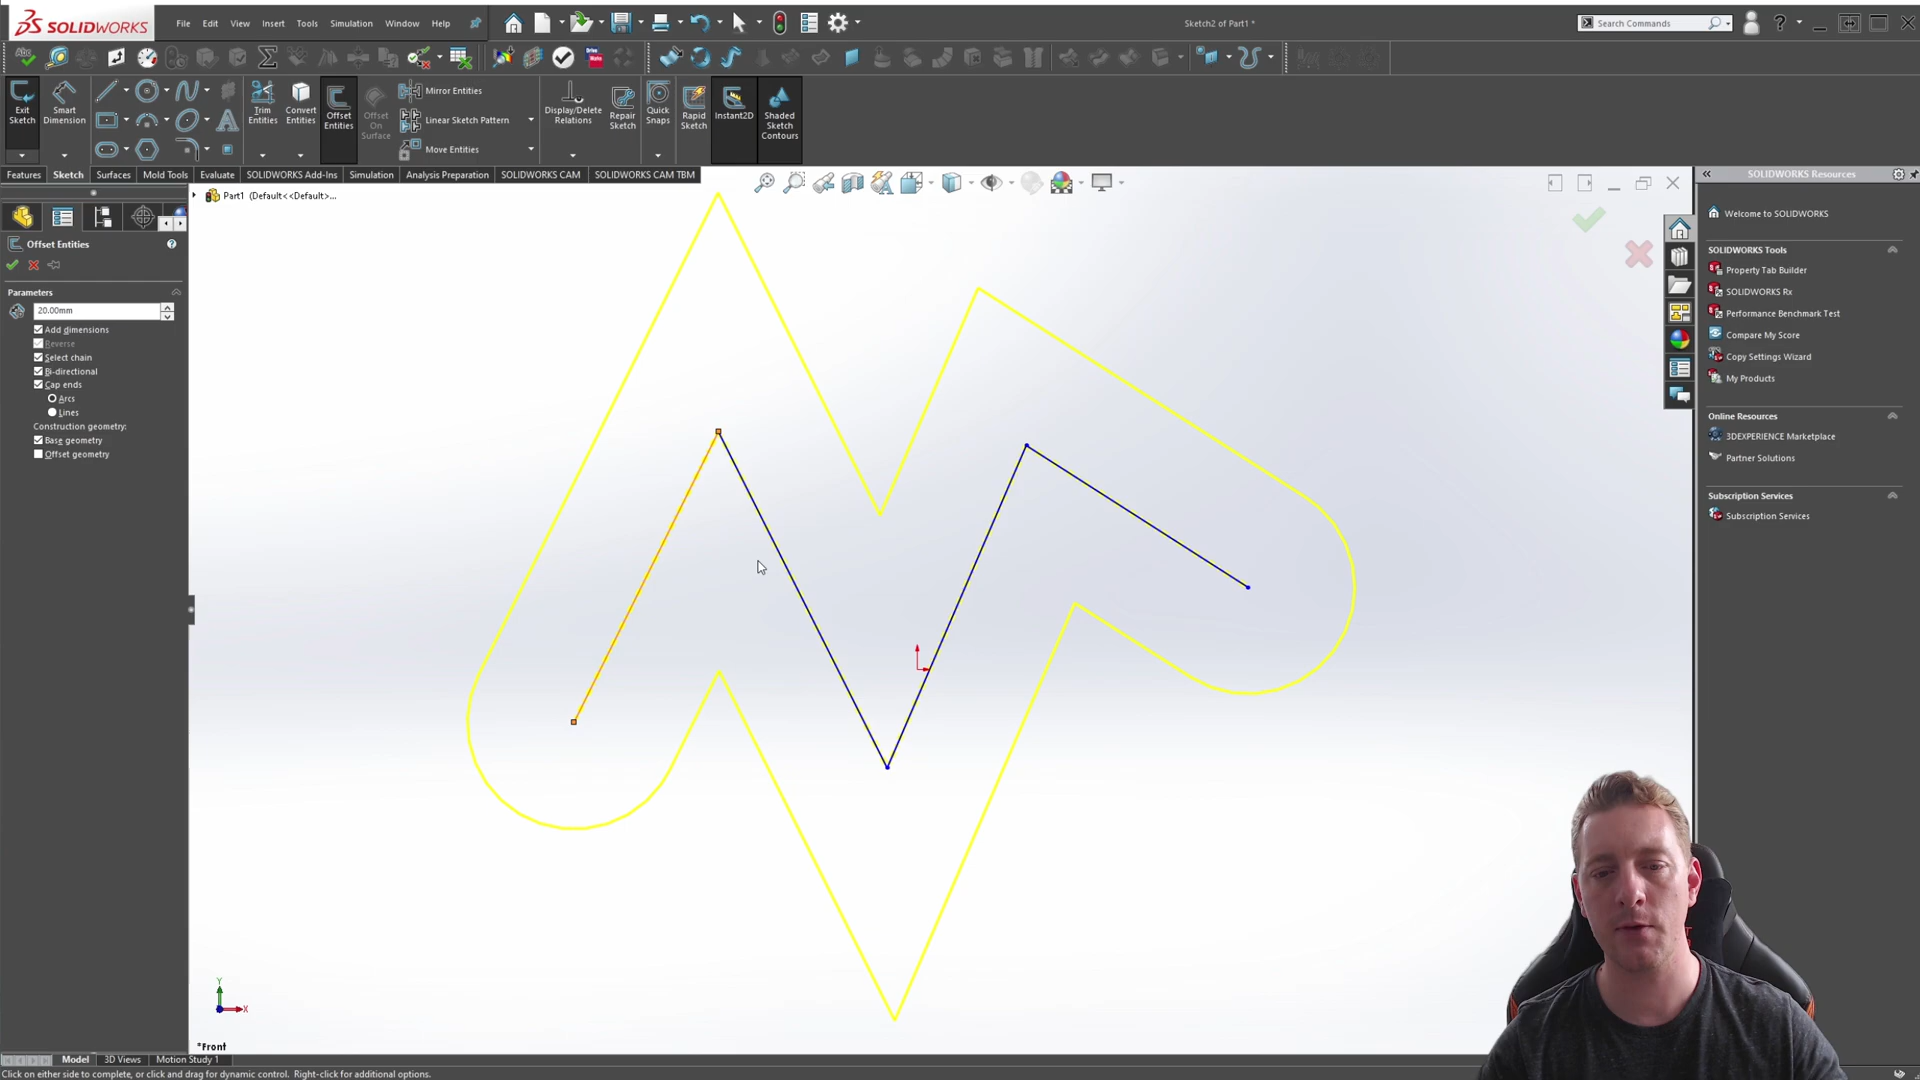 SOLIDWORKS
File Edit View Insert Tools Simulation Window Help
Sketch2 of Part1 *
Search Commands
Exit Sketch
Smart Dimension
Trim Entities
Convert Entities
Offset Entities
Offset On Surface
Mirror Entities
Linear Sketch Pattern
Move Entities
Display/Delete Relations
Repair Sketch
Quick Snaps
Rapid Sketch
Instant2D
Shaded Sketch Contours
Features Sketch Surfaces Mold Tools Evaluate SOLIDWORKS Add-Ins Simulation Analysis Preparation SOLIDWORKS CAM SOLIDWORKS CAM TBM
Part1 (Default<<Default>...
Offset Entities
Parameters
20.00mm
Add dimensions
Reverse
Select chain
Bi-directional
Cap ends
Arcs
Lines
Construction geometry:
Base geometry
Offset geometry
SOLIDWORKS Resources
Welcome to SOLIDWORKS
SOLIDWORKS Tools
Property Tab Builder
SOLIDWORKS Rx
Performance Benchmark Test
Compare My Score
Copy Settings Wizard
My Products
Online Resources
3DEXPERIENCE Marketplace
Partner Solutions
Subscription Services
Subscription Services
Y
X
*Front
Model 3D Views Motion Study 1
Click on either side to complete, or click and drag for dynamic control. Right-click for additional options.